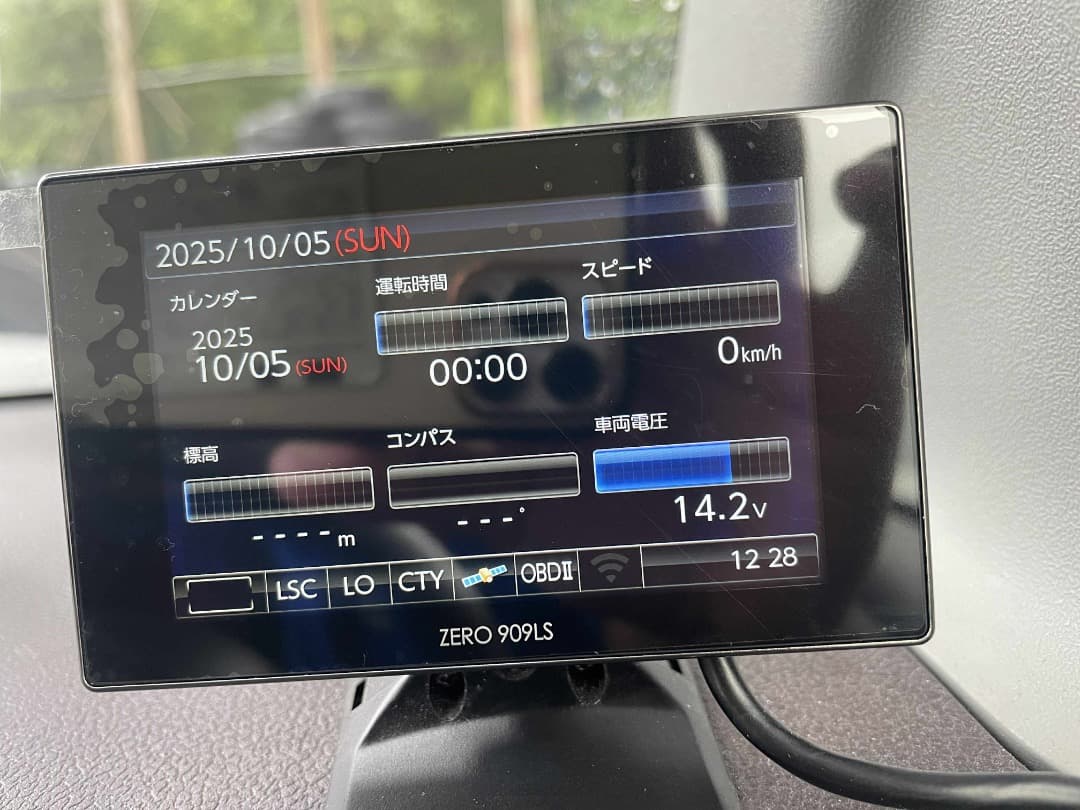 2025/10/05(SUN)
カレンダー
2025
10/05(SUN)
運転時間
00:00
スピード
0km/h
標高
----m
コンパス
---°
車両電圧
14.2V
LSC LO CTY OBDⅡ 12 28
ZERO 909LS